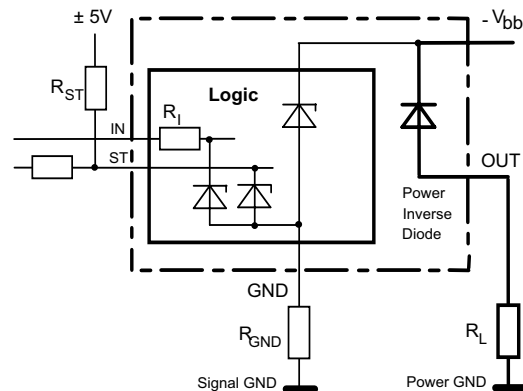 ± 5V
- Vbb
RST
Logic
IN
RI
ST
OUT
Power
Inverse
Diode
GND
RGND
RL
Signal GND
Power GND